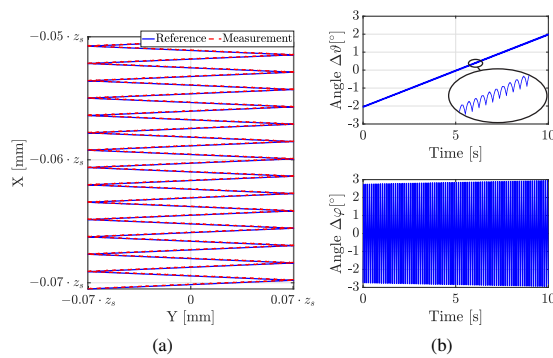 Reference Measurement
−0.05 · z_s
−0.06 · z_s
−0.07 · z_s
X [mm]
−0.07 · z_s 0 0.07 · z_s
Y [mm]
(a)
Angle Δϑ[°]
3
2
1
0
-1
-2
-3
0 5 10
Time [s]
Angle Δφ[°]
3
2
1
0
-1
-2
-3
0 5 10
Time [s]
(b)